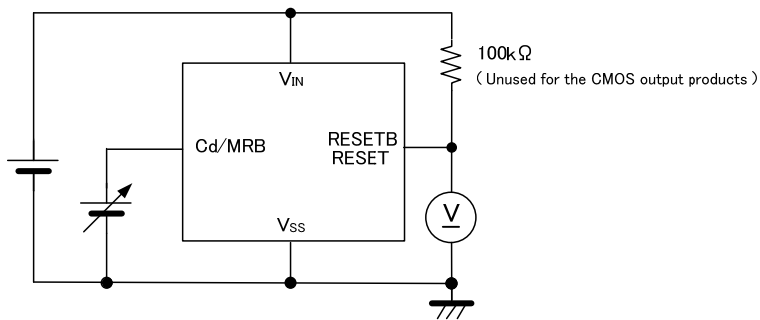 100kΩ
(Unused for the CMOS output products)
VIN
Cd/MRB
RESETB
RESET
VSS
V